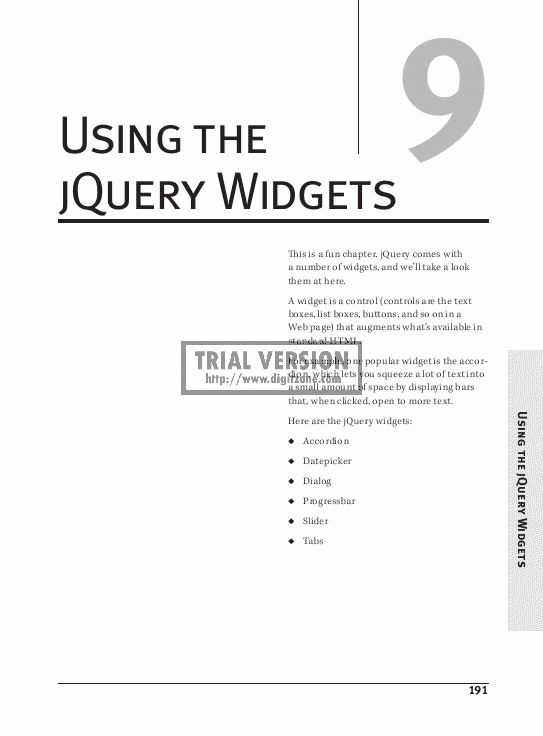 9
Using the
jQuery Widgets
This is a fun chapter. jQuery comes with
a number of widgets, and we'll take a look
them at here.
A widget is a control (controls are the text
boxes, list boxes, buttons, and so on in a
Web page) that augments what's available in
standard HTML.
TRIAL VERSION
http://www.digitzone.com
For example, one popular widget is the accor-
dion, which lets you squeeze a lot of text into
a small amount of space by displaying bars
that, when clicked, open to more text.
Here are the jQuery widgets:
◆ Accordion
◆ Datepicker
◆ Dialog
◆ Progressbar
◆ Slider
◆ Tabs
Using the jQuery Widgets
191